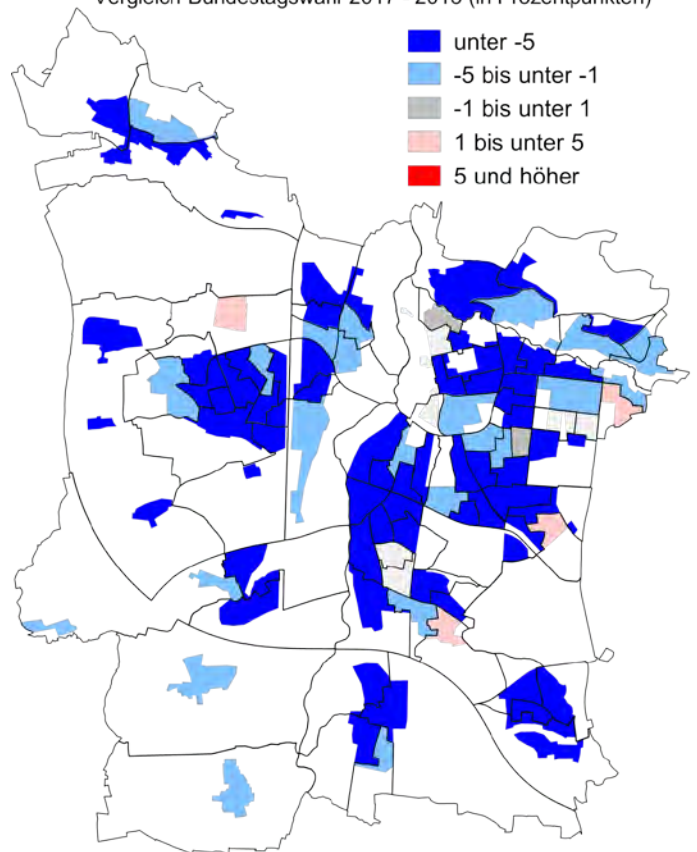 Vergleich Bundestagswahl 2017 - 2013 (in Prozentpunkten)
unter -5
-5 bis unter -1
-1 bis unter 1
1 bis unter 5
5 und höher